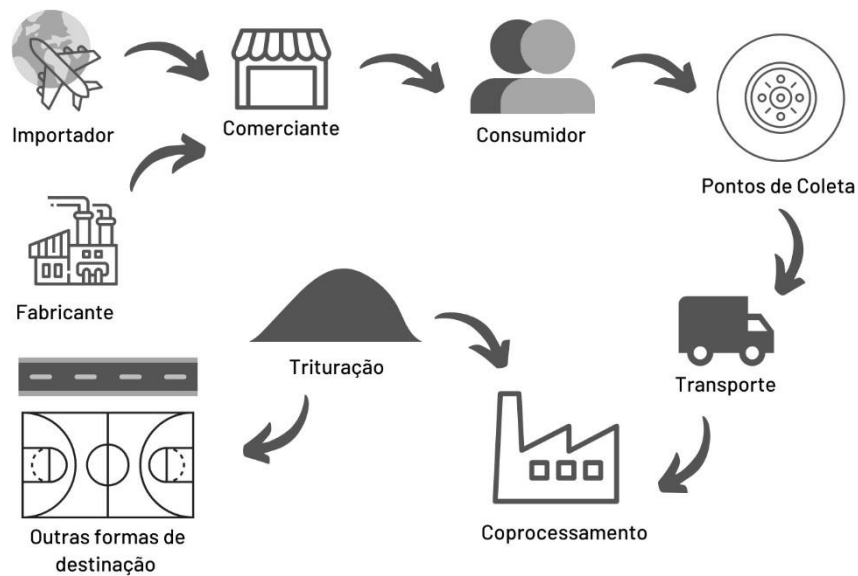 Importador
Comerciante
Consumidor
Pontos de Coleta
Fabricante
Trituração
Transporte
Coprocessamento
Outras formas de
destinação